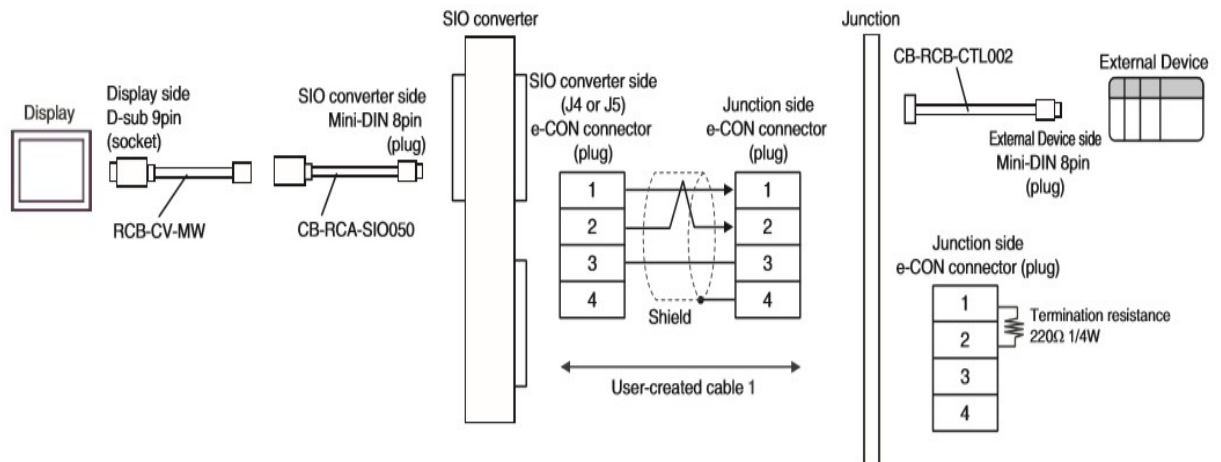 SIO converter
Junction
Display
Display side
D-sub 9pin
(socket)
RCB-CV-MW
SIO converter side
Mini-DIN 8pin
(plug)
CB-RCA-SIO050
SIO converter side
(J4 or J5)
e-CON connector
(plug)
1
2
3
4
Shield
Junction side
e-CON connector
(plug)
1
2
3
4
User-created cable 1
CB-RCB-CTL002
External Device
External Device side
Mini-DIN 8pin
(plug)
Junction side
e-CON connector (plug)
1
2
3
4
Termination resistance
220Ω 1/4W